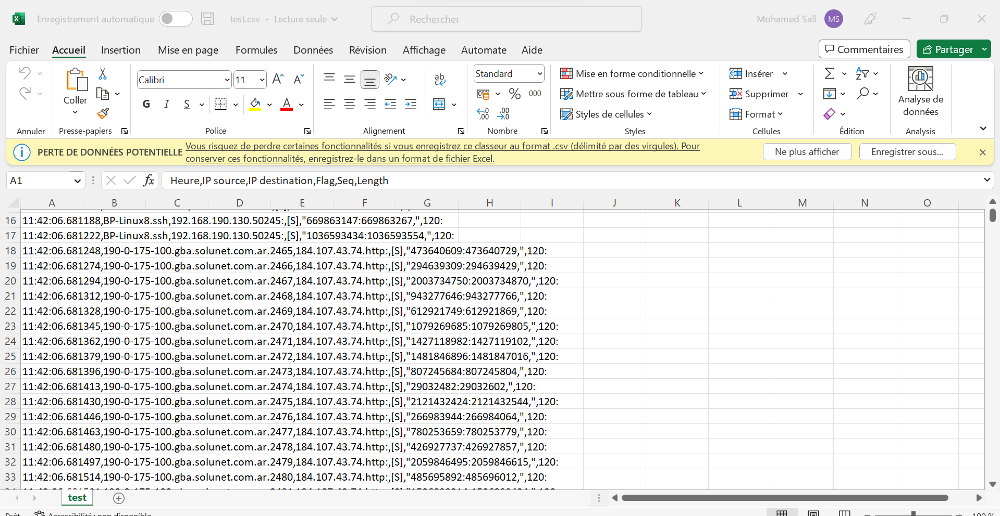 Enregistrement automatique
test.csv - Lecture seule
Rechercher
Mohamed Sall
MS
Fichier Accueil Insertion Mise en page Formules Données Révision Affichage Automate Aide
Commentaires
Partager
Coller
Calibri
11
G I S
Standard
% 000
Mise en forme conditionnelle
Mettre sous forme de tableau
Styles de cellules
Insérer
Supprimer
Format
Analyse de
données
Annuler Presse-papiers Police Alignement Nombre Styles Cellules Édition Analysis
PERTE DE DONNÉES POTENTIELLE
Vous risquez de perdre certaines fonctionnalités si vous enregistrez ce classeur au format .csv (délimité par des virgules). Pour
conserver ces fonctionnalités, enregistrez-le dans un format de fichier Excel.
Ne plus afficher
Enregistrer sous...
A1
fx
Heure,IP source,IP destination,Flag,Seq,Length
A B C D E F G H I J K L M N O
16 11:42:06.681188,BP-Linux8.ssh,192.168.190.130.50245:,[S],"669863147:669863267,",120:
17 11:42:06.681222,BP-Linux8.ssh,192.168.190.130.50245:,[S],"1036593434:1036593554,",120:
18 11:42:06.681248,190-0-175-100.gba.solunet.com.ar.2465,184.107.43.74.http:,[S],"473640609:473640729,",120:
19 11:42:06.681274,190-0-175-100.gba.solunet.com.ar.2466,184.107.43.74.http:,[S],"294639309:294639429,",120:
20 11:42:06.681294,190-0-175-100.gba.solunet.com.ar.2467,184.107.43.74.http:,[S],"2003734750:2003734870,",120:
21 11:42:06.681312,190-0-175-100.gba.solunet.com.ar.2468,184.107.43.74.http:,[S],"943277646:943277766,",120:
22 11:42:06.681328,190-0-175-100.gba.solunet.com.ar.2469,184.107.43.74.http:,[S],"612921749:612921869,",120:
23 11:42:06.681345,190-0-175-100.gba.solunet.com.ar.2470,184.107.43.74.http:,[S],"1079269685:1079269805,",120:
24 11:42:06.681362,190-0-175-100.gba.solunet.com.ar.2471,184.107.43.74.http:,[S],"1427118982:1427119102,",120:
25 11:42:06.681379,190-0-175-100.gba.solunet.com.ar.2472,184.107.43.74.http:,[S],"1481846896:1481847016,",120:
26 11:42:06.681396,190-0-175-100.gba.solunet.com.ar.2473,184.107.43.74.http:,[S],"807245684:807245804,",120:
27 11:42:06.681413,190-0-175-100.gba.solunet.com.ar.2474,184.107.43.74.http:,[S],"29032482:29032602,",120:
28 11:42:06.681430,190-0-175-100.gba.solunet.com.ar.2475,184.107.43.74.http:,[S],"2121432424:2121432544,",120:
29 11:42:06.681446,190-0-175-100.gba.solunet.com.ar.2476,184.107.43.74.http:,[S],"266983944:266984064,",120:
30 11:42:06.681463,190-0-175-100.gba.solunet.com.ar.2477,184.107.43.74.http:,[S],"780253659:780253779,",120:
31 11:42:06.681480,190-0-175-100.gba.solunet.com.ar.2478,184.107.43.74.http:,[S],"426927737:426927857,",120:
32 11:42:06.681497,190-0-175-100.gba.solunet.com.ar.2479,184.107.43.74.http:,[S],"2059846495:2059846615,",120:
33 11:42:06.681514,190-0-175-100.gba.solunet.com.ar.2480,184.107.43.74.http:,[S],"485695892:485696012,",120:
test
Prêt
Accessibilité : non disponible
100 %